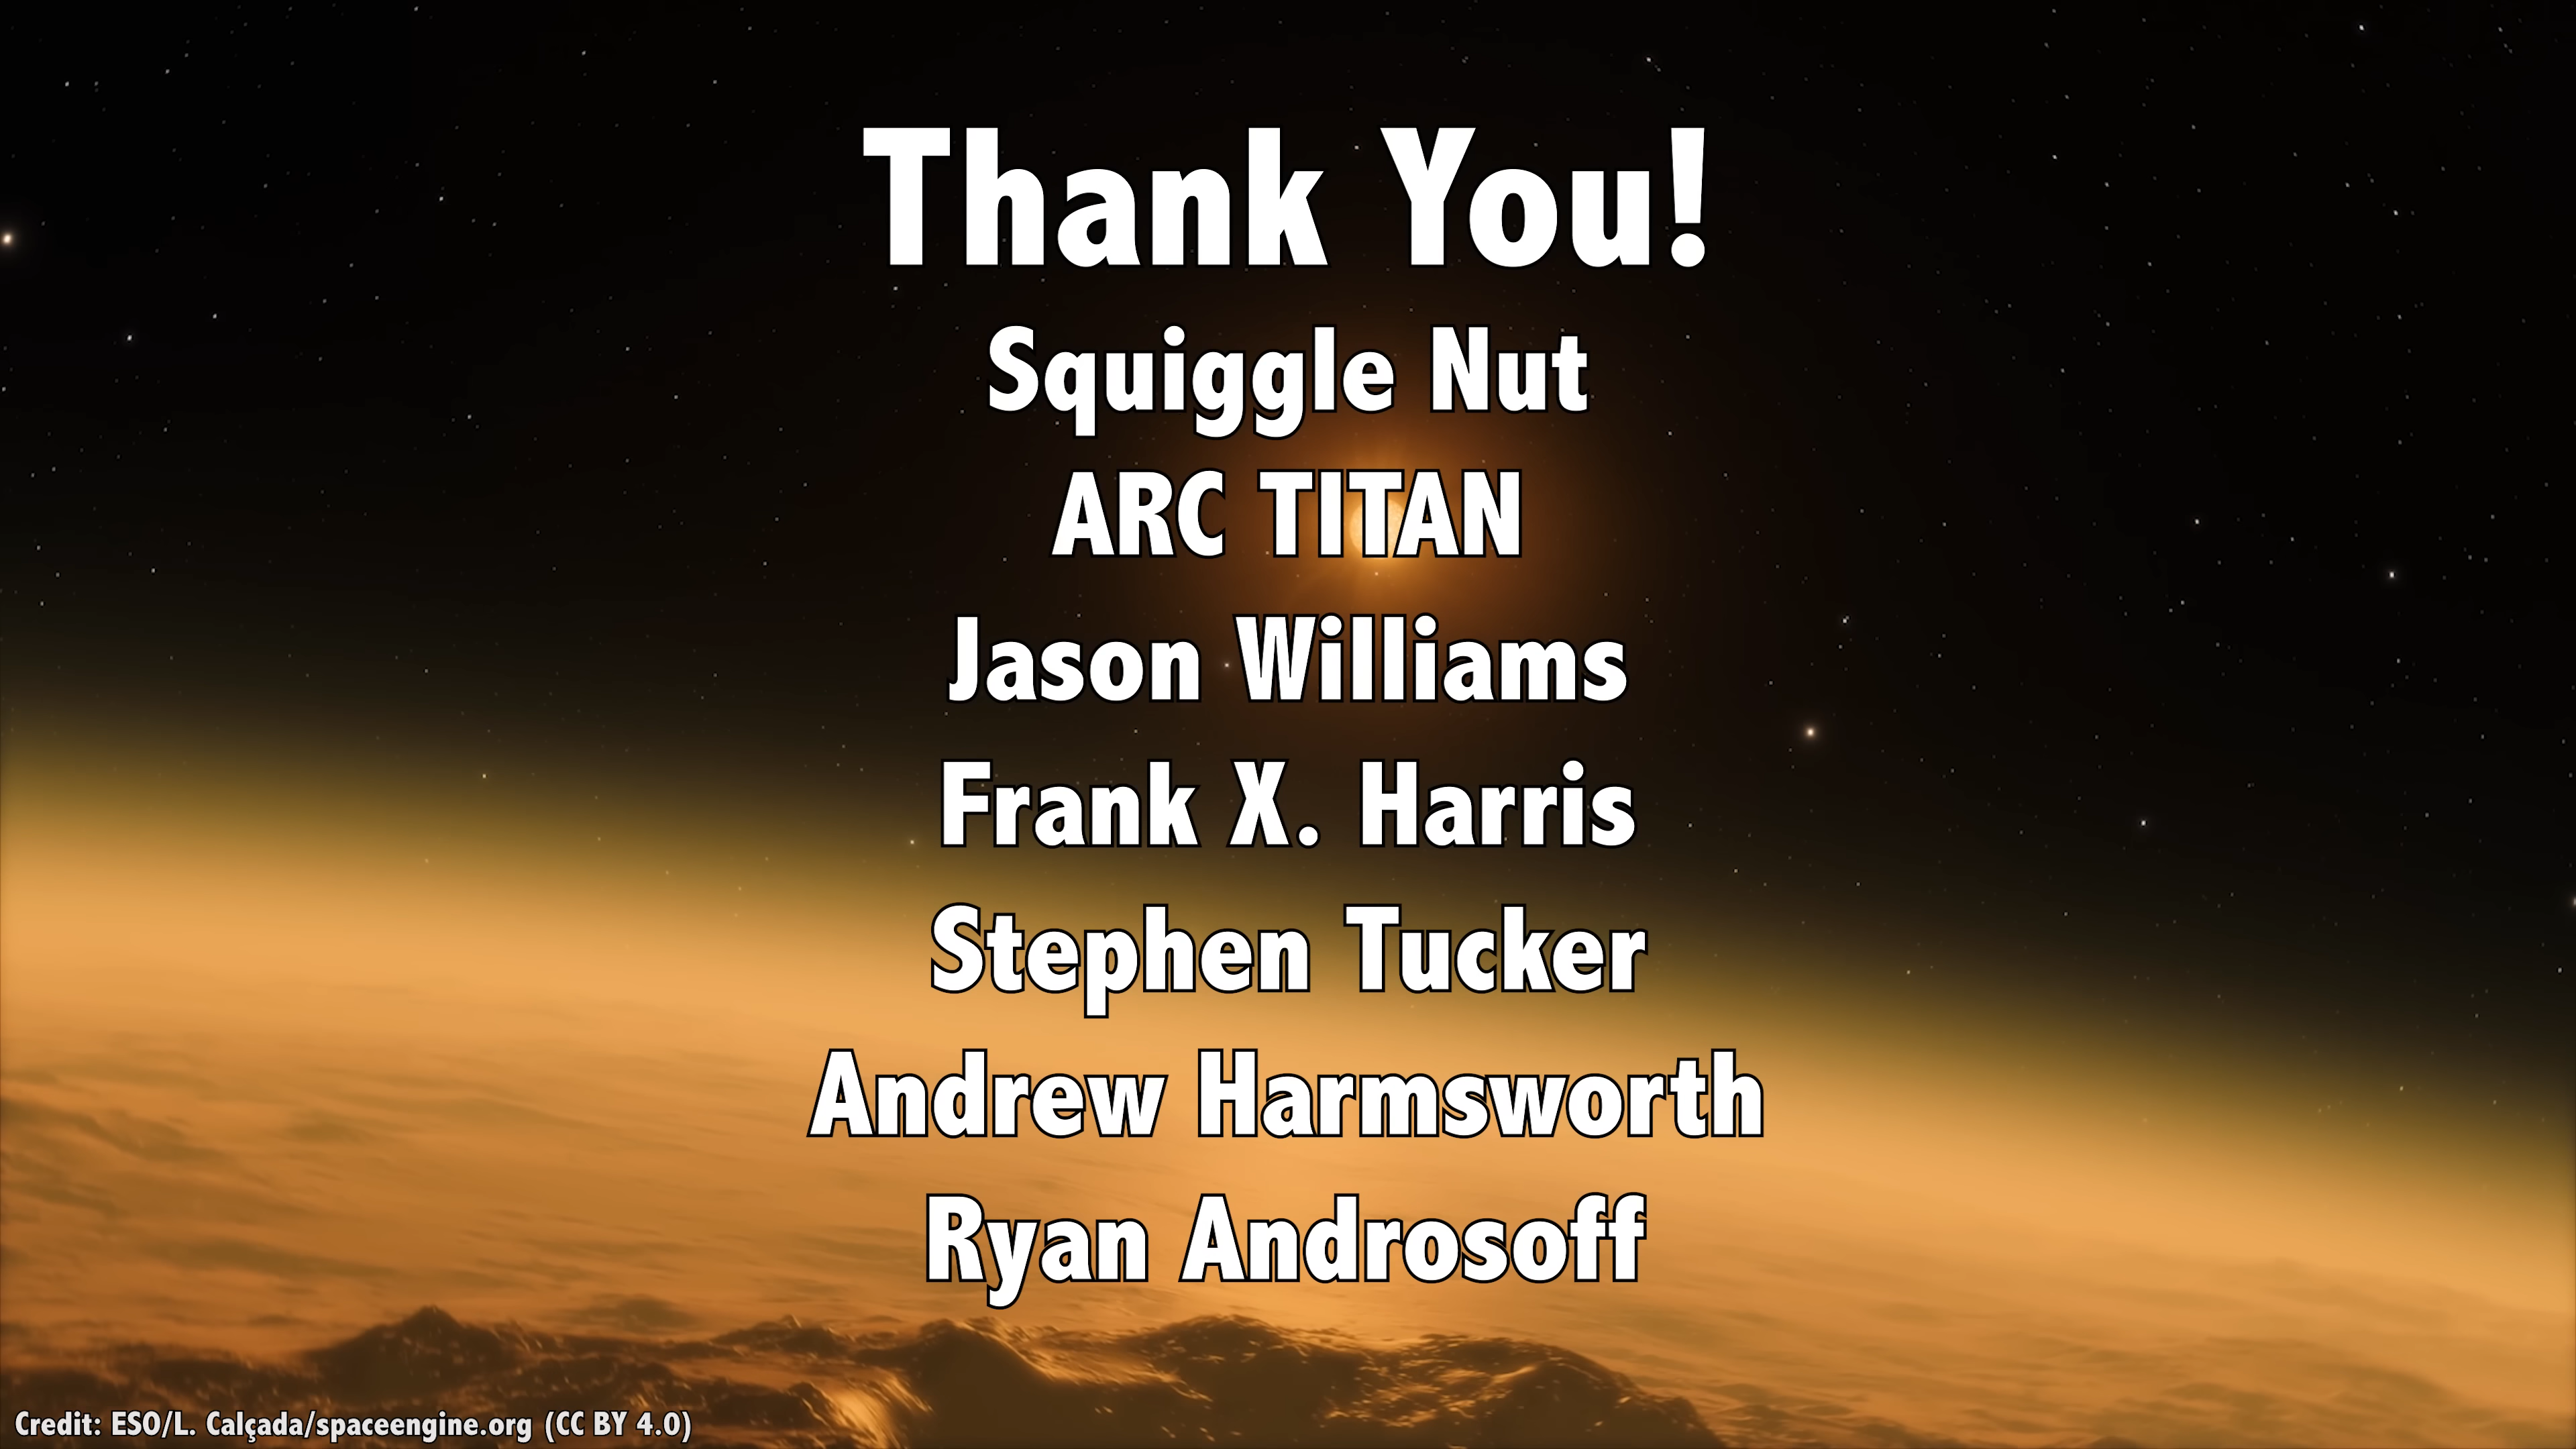 Thank You!
Squiggle Nut
ARC TITAN
Jason Williams
Frank X. Harris
Stephen Tucker
Andrew Harmsworth
Ryan Androsoff
Credit: ESO/L. Calçada/spaceengine.org (CC BY 4.0)